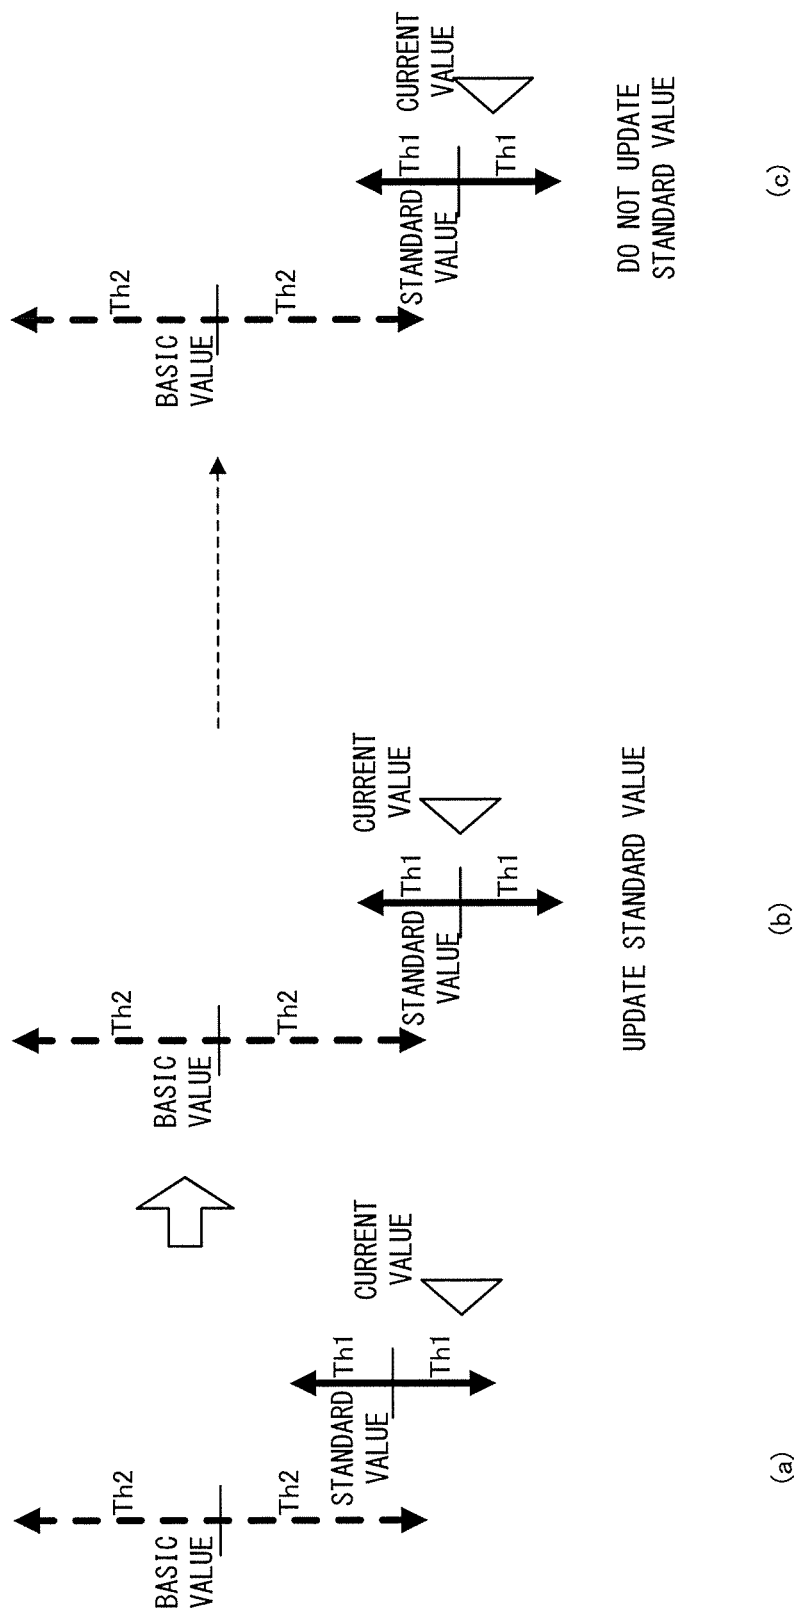 BASIC
VALUE
Th2
Th2
STANDARD
VALUE
Th1
Th1
CURRENT
VALUE
(a)
BASIC
VALUE
Th2
Th2
STANDARD
VALUE
Th1
Th1
CURRENT
VALUE
UPDATE STANDARD VALUE
(b)
BASIC
VALUE
Th2
Th2
STANDARD
VALUE
Th1
Th1
CURRENT
VALUE
DO NOT UPDATE
STANDARD VALUE
(c)